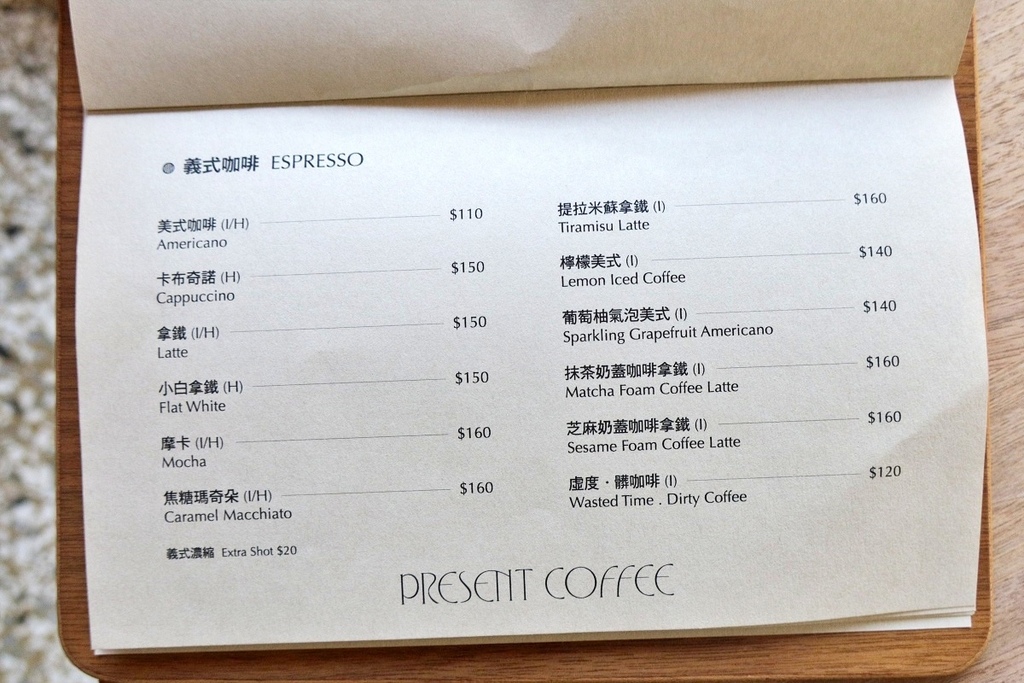 義式咖啡 ESPRESSO
美式咖啡 (I/H) $110
Americano
卡布奇諾 (H) $150
Cappuccino
拿鐵 (I/H) $150
Latte
小白拿鐵 (H) $150
Flat White
摩卡 (I/H) $160
Mocha
焦糖瑪奇朵 (I/H) $160
Caramel Macchiato
義式濃縮 Extra Shot $20
提拉米蘇拿鐵 (I) $160
Tiramisu Latte
檸檬美式 (I) $140
Lemon Iced Coffee
葡萄柚氣泡美式 (I) $140
Sparkling Grapefruit Americano
抹茶奶蓋咖啡拿鐵 (I) $160
Matcha Foam Coffee Latte
芝麻奶蓋咖啡拿鐵 (I) $160
Sesame Foam Coffee Latte
虛度・髒咖啡 (I) $120
Wasted Time . Dirty Coffee
PRESENT COFFEE